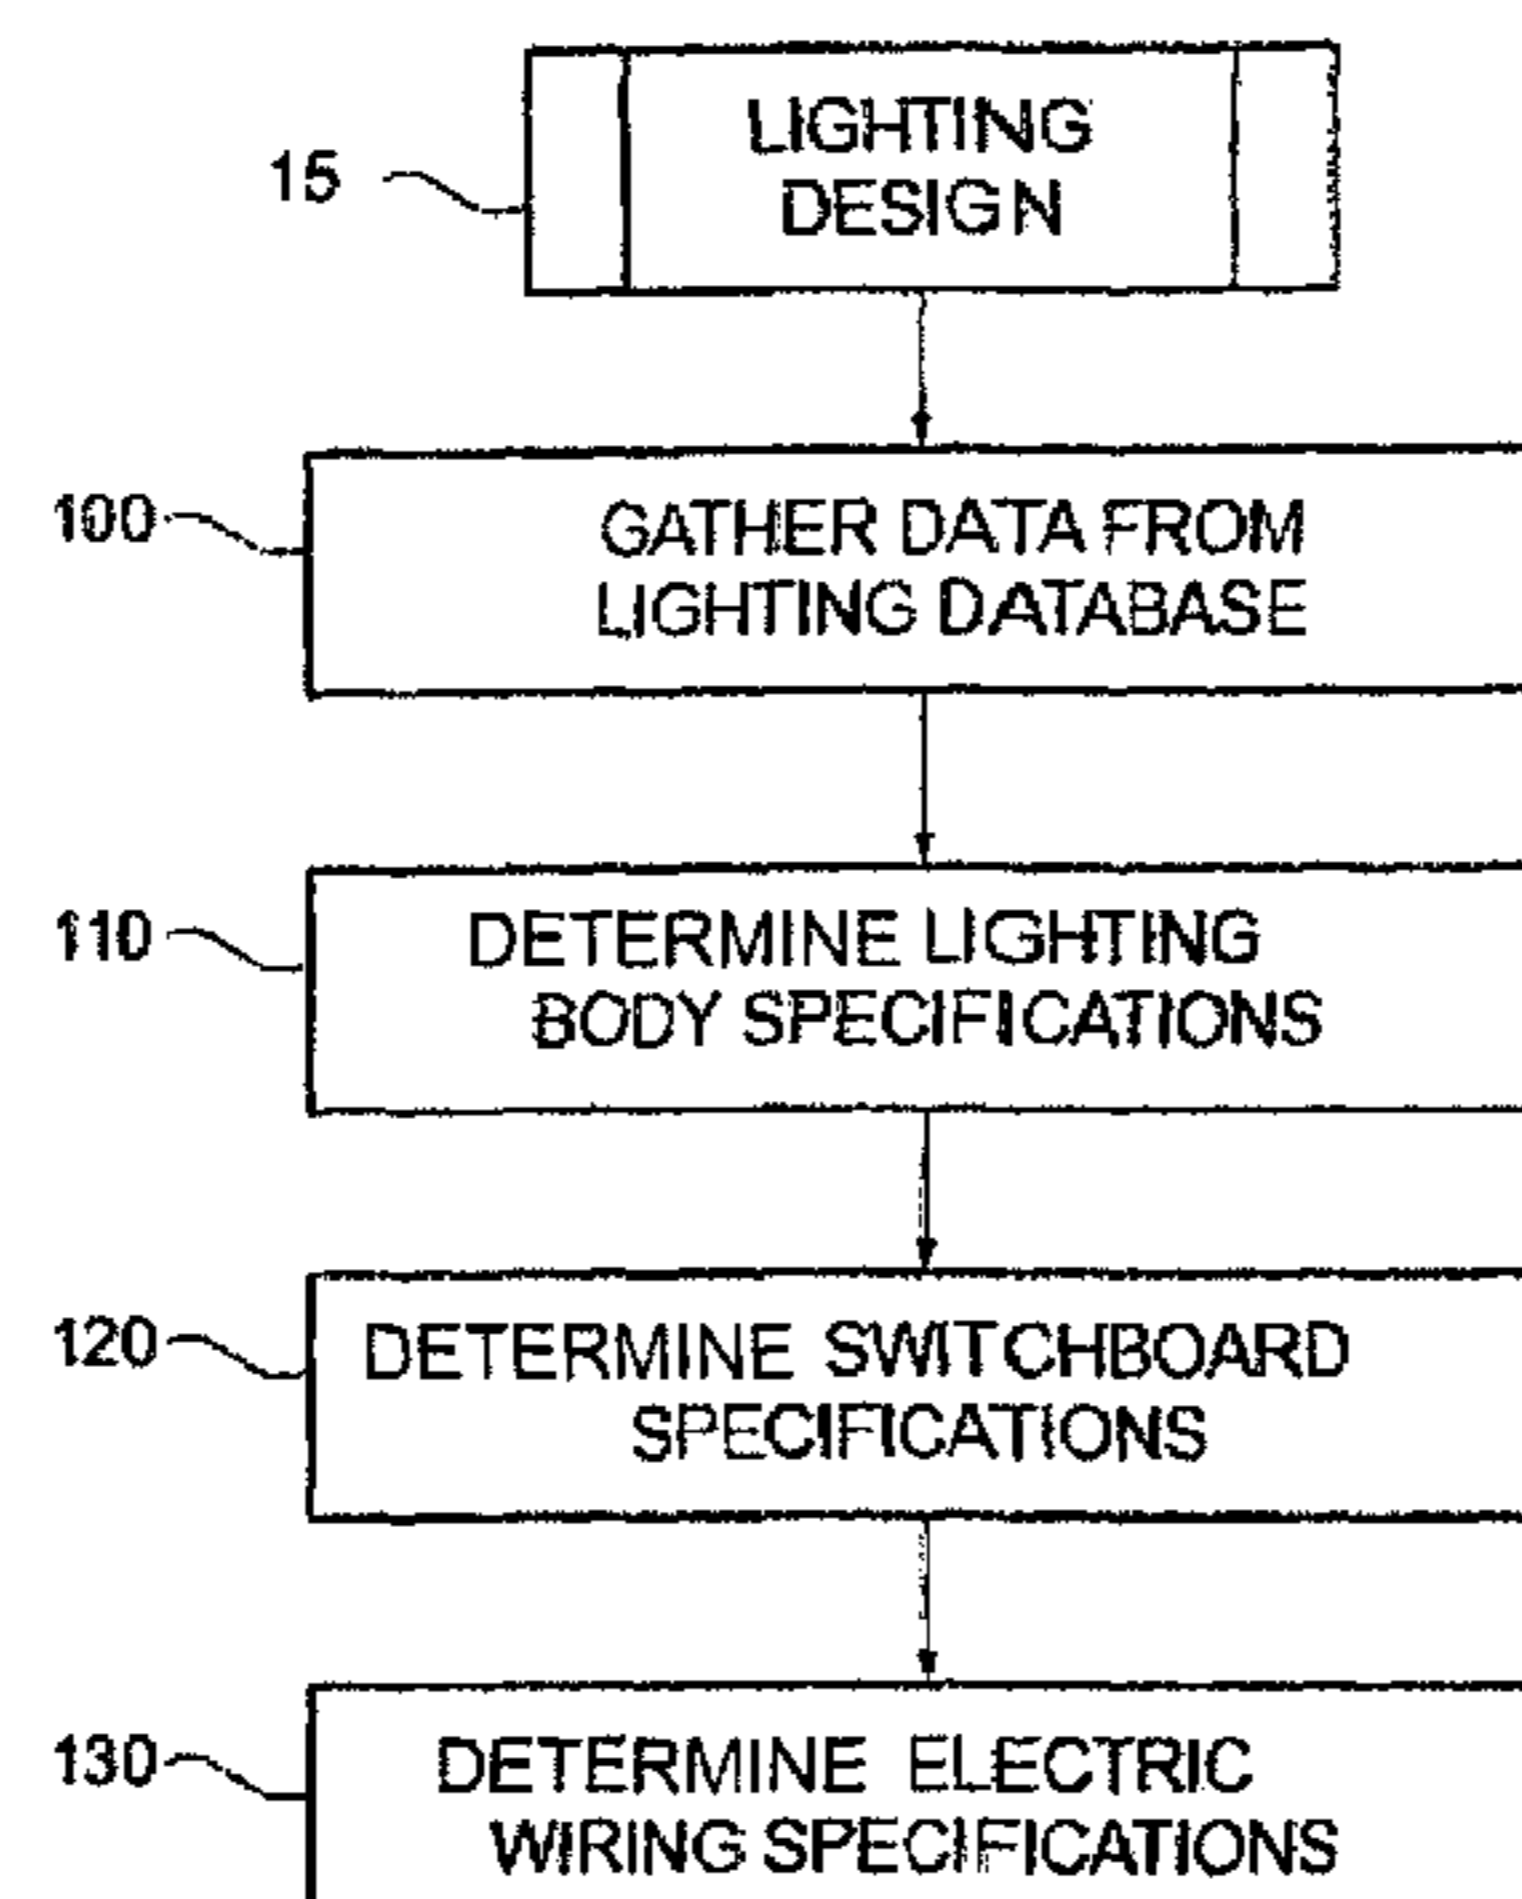 15
LIGHTING
DESIGN
100
GATHER DATA FROM
LIGHTING DATABASE
110
DETERMINE LIGHTING
BODY SPECIFICATIONS
120
DETERMINE SWITCHBOARD
SPECIFICATIONS
130
DETERMINE ELECTRIC
WIRING SPECIFICATIONS